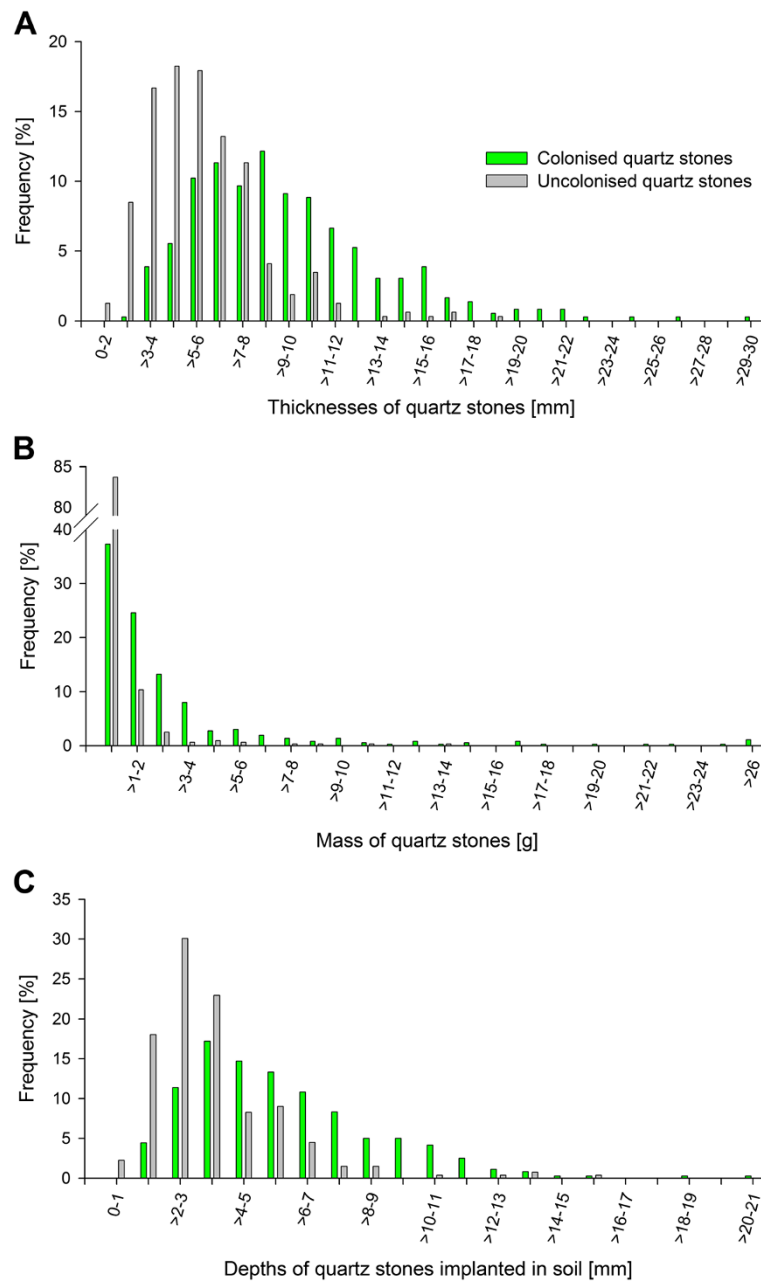 A
Frequency [%]
20
15
10
5
0
Colonised quartz stones
Uncolonised quartz stones
0-2 >3-4 >5-6 >7-8 >9-10 >11-12 >13-14 >15-16 >17-18 >19-20 >21-22 >23-24 >25-26 >27-28 >29-30
Thicknesses of quartz stones [mm]
B
Frequency [%]
85
80
40
30
20
10
0
>1-2 >3-4 >5-6 >7-8 >9-10 >11-12 >13-14 >15-16 >17-18 >19-20 >21-22 >23-24 >26
Mass of quartz stones [g]
C
Frequency [%]
35
30
25
20
15
10
5
0
0-1 >2-3 >4-5 >6-7 >8-9 >10-11 >12-13 >14-15 >16-17 >18-19 >20-21
Depths of quartz stones implanted in soil [mm]